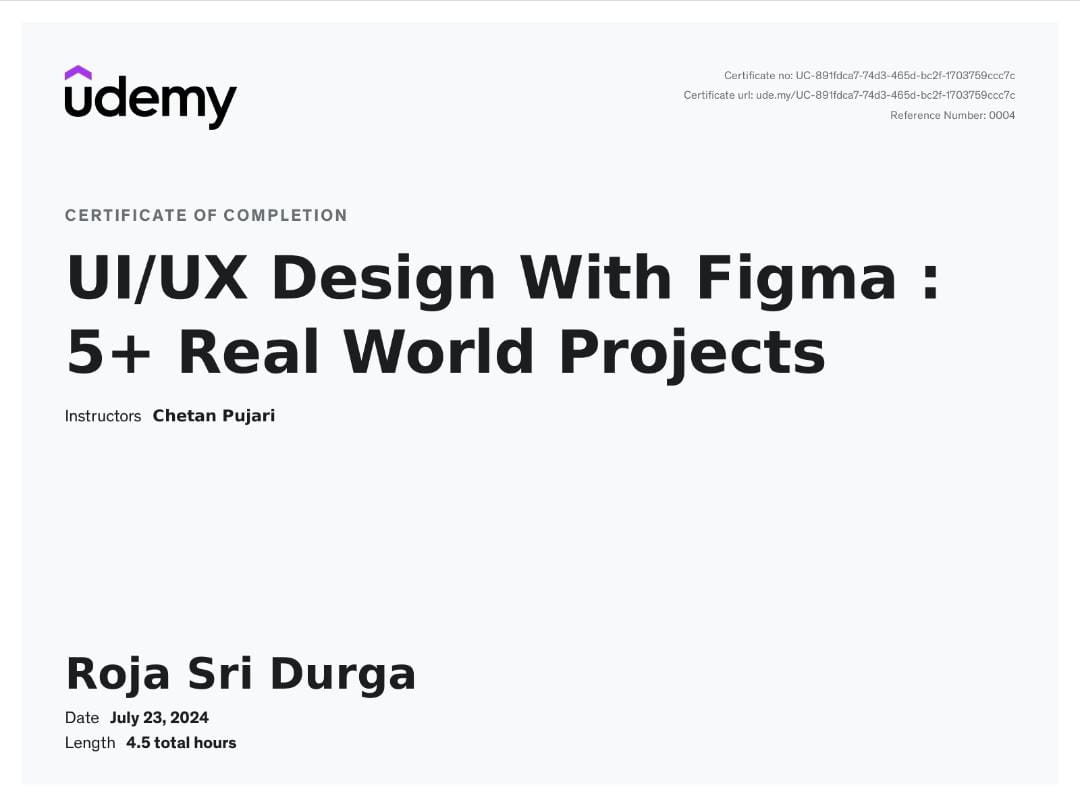 udemy
Certificate no: UC-891fdca7-74d3-465d-bc2f-1703759ccc7c
Certificate url: ude.my/UC-891fdca7-74d3-465d-bc2f-1703759ccc7c
Reference Number: 0004
CERTIFICATE OF COMPLETION
UI/UX Design With Figma :
5+ Real World Projects
Instructors Chetan Pujari
Roja Sri Durga
Date July 23, 2024
Length 4.5 total hours